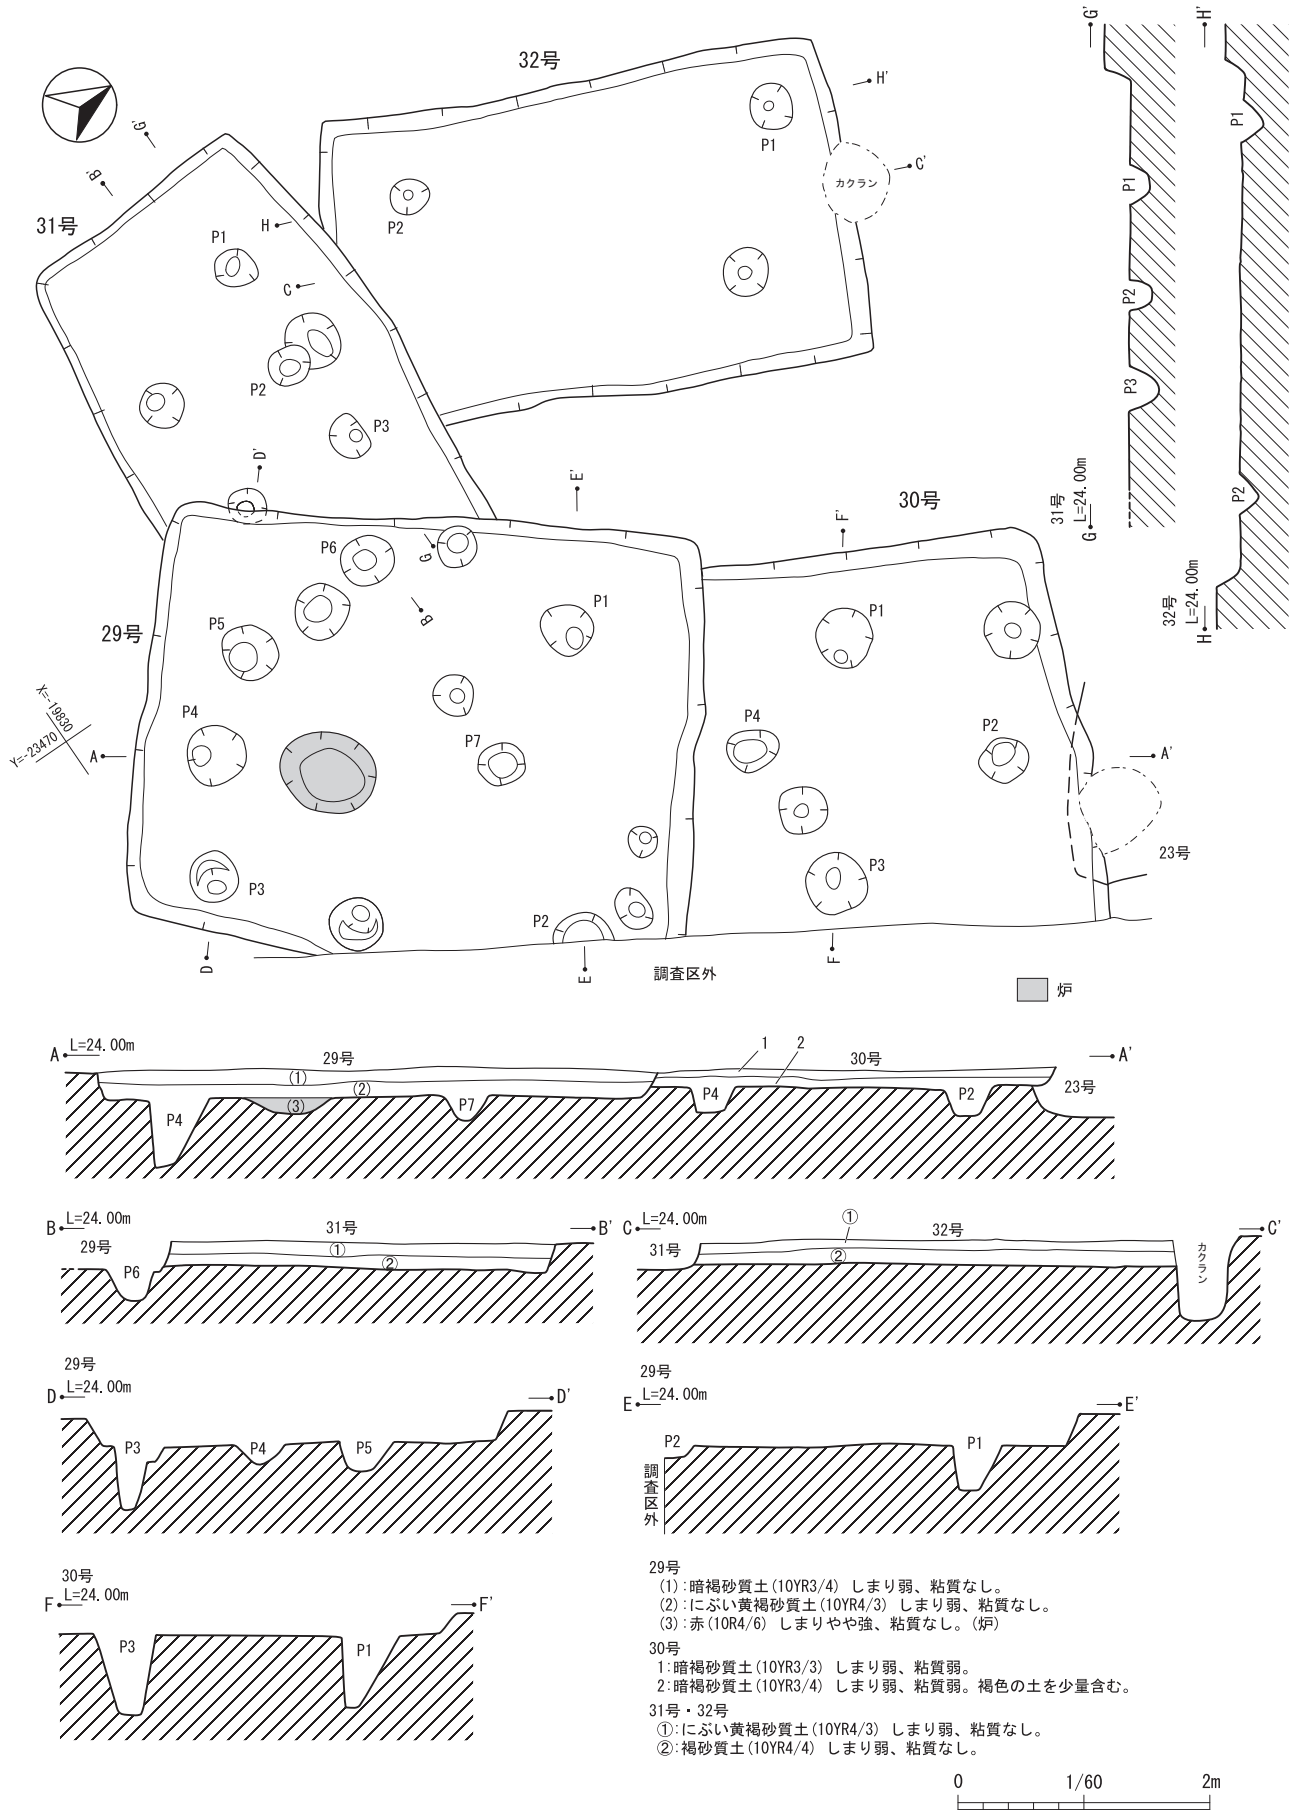 32号
G'
H'
H'
P1
P1
G'
C'
カクラン
B'
P1
31号
P2
H
P1
C
P2
P2
P3
P3
D'
E'
31号
L=24.00m
G
30号
F'
P2
P6
G
32号
L=24.00m
H
B
P1
P1
29号
P5
X=-19830
Y=-23470
P4
P4
P2
A
P7
A'
23号
P3
P3
P2
D
E
F
調査区外
炉
A L=24.00m
29号
1
2
30号
A'
(1)
(2)
(3)
P4
P7
P4
P2
23号
B L=24.00m
31号
B'
29号
P6
①
②
C L=24.00m
①
32号
C'
31号
②
カクラン
29号
D L=24.00m
D'
P3
P4
P5
29号
E L=24.00m
E'
P2
P1
調査区外
30号
F L=24.00m
F'
P3
P1
29号
(1):暗褐砂質土(10YR3/4) しまり弱、粘質なし。
(2):にぶい黄褐砂質土(10YR4/3) しまり弱、粘質なし。
(3):赤(10R4/6) しまりやや強、粘質なし。(炉)
30号
1:暗褐砂質土(10YR3/3) しまり弱、粘質弱。
2:暗褐砂質土(10YR3/4) しまり弱、粘質弱。褐色の土を少量含む。
31号・32号
①:にぶい黄褐砂質土(10YR4/3) しまり弱、粘質なし。
②:褐砂質土(10YR4/4) しまり弱、粘質なし。
0 1/60 2m